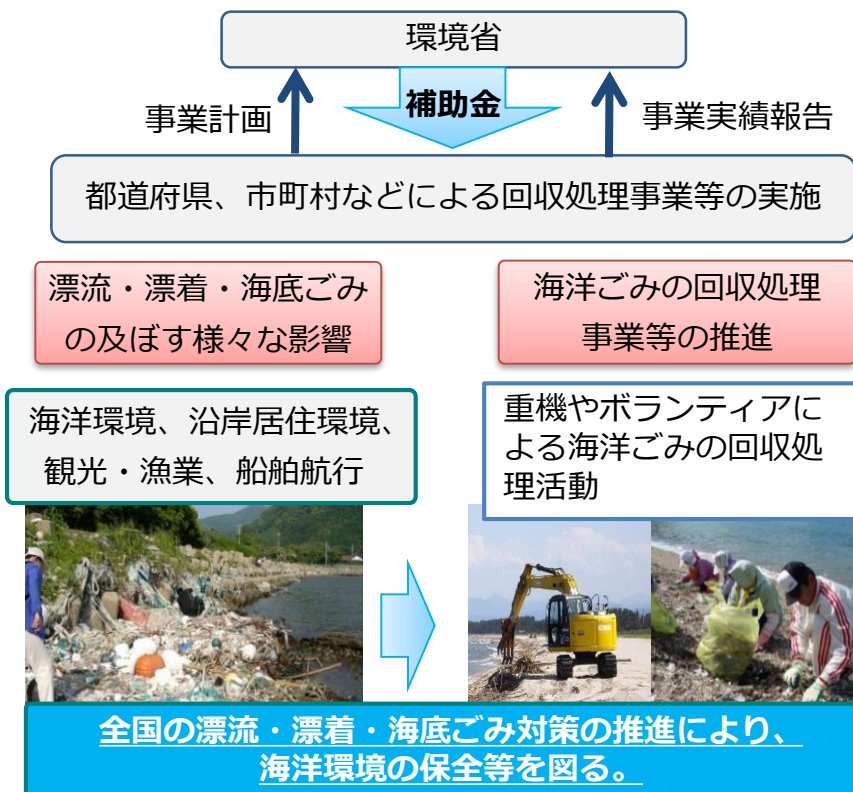 環境省
補助金
事業計画
事業実績報告
都道府県、市町村などによる回収処理事業等の実施
漂流・漂着・海底ごみ
の及ぼす様々な影響
海洋ごみの回収処理
事業等の推進
海洋環境、沿岸居住環境、
観光・漁業、船舶航行
重機やボランティアに
よる海洋ごみの回収処
理活動
全国の漂流・漂着・海底ごみ対策の推進により、
海洋環境の保全等を図る。